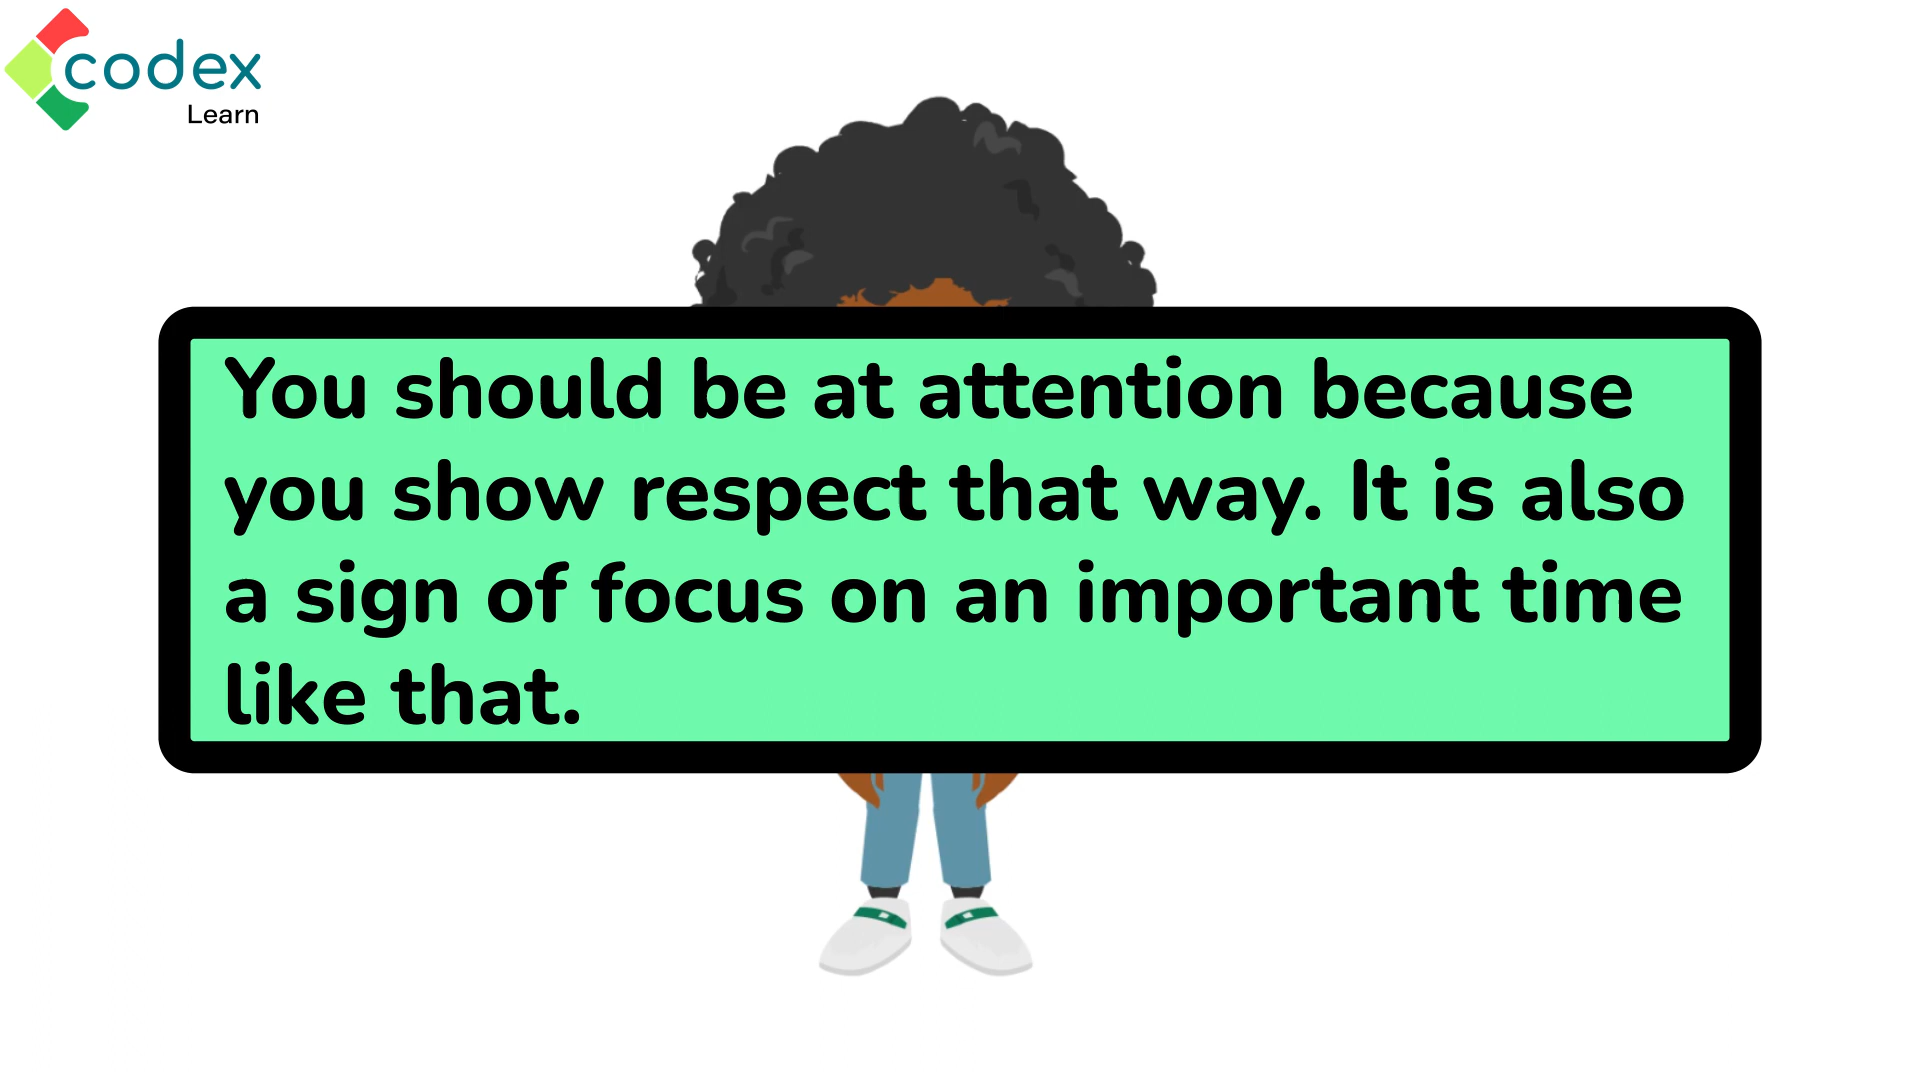 codex
Learn
You should be at attention because
you show respect that way. It is also
a sign of focus on an important time
like that.